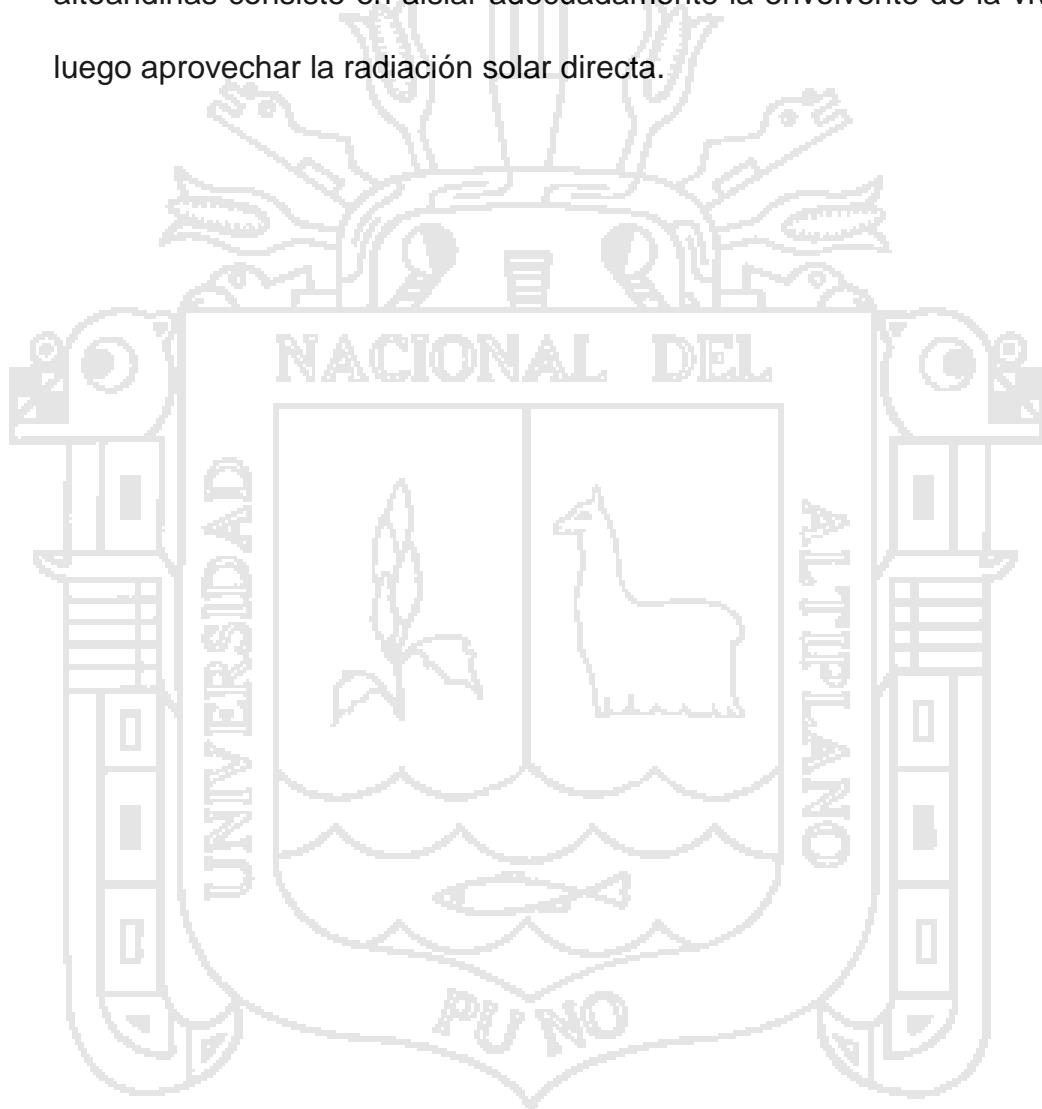 altoandinas consiste en aislar adecuadamente la envolvente de la
luego aprovechar la radiación solar directa.
NACIONAL DEL
UNIVERSIDAD
ALTIPLANO
PUNO